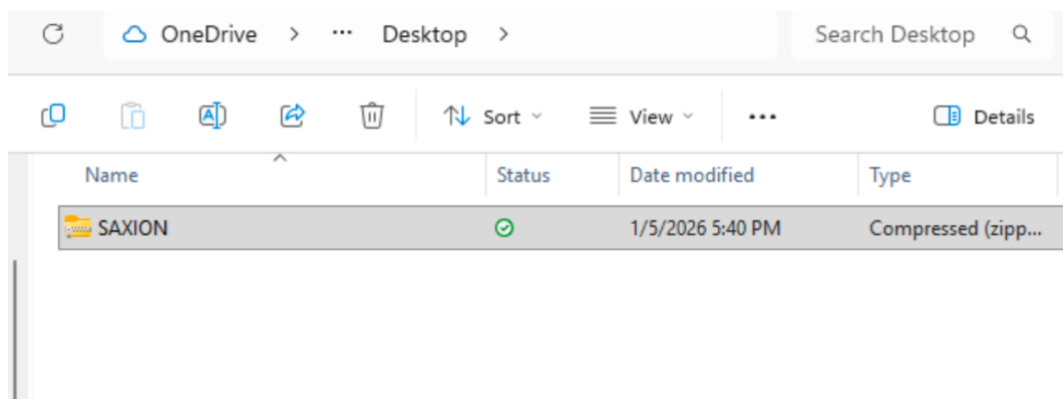 OneDrive > ... Desktop > Search Desktop
Sort View ... Details
Name Status Date modified Type
SAXION 1/5/2026 5:40 PM Compressed (zipp...